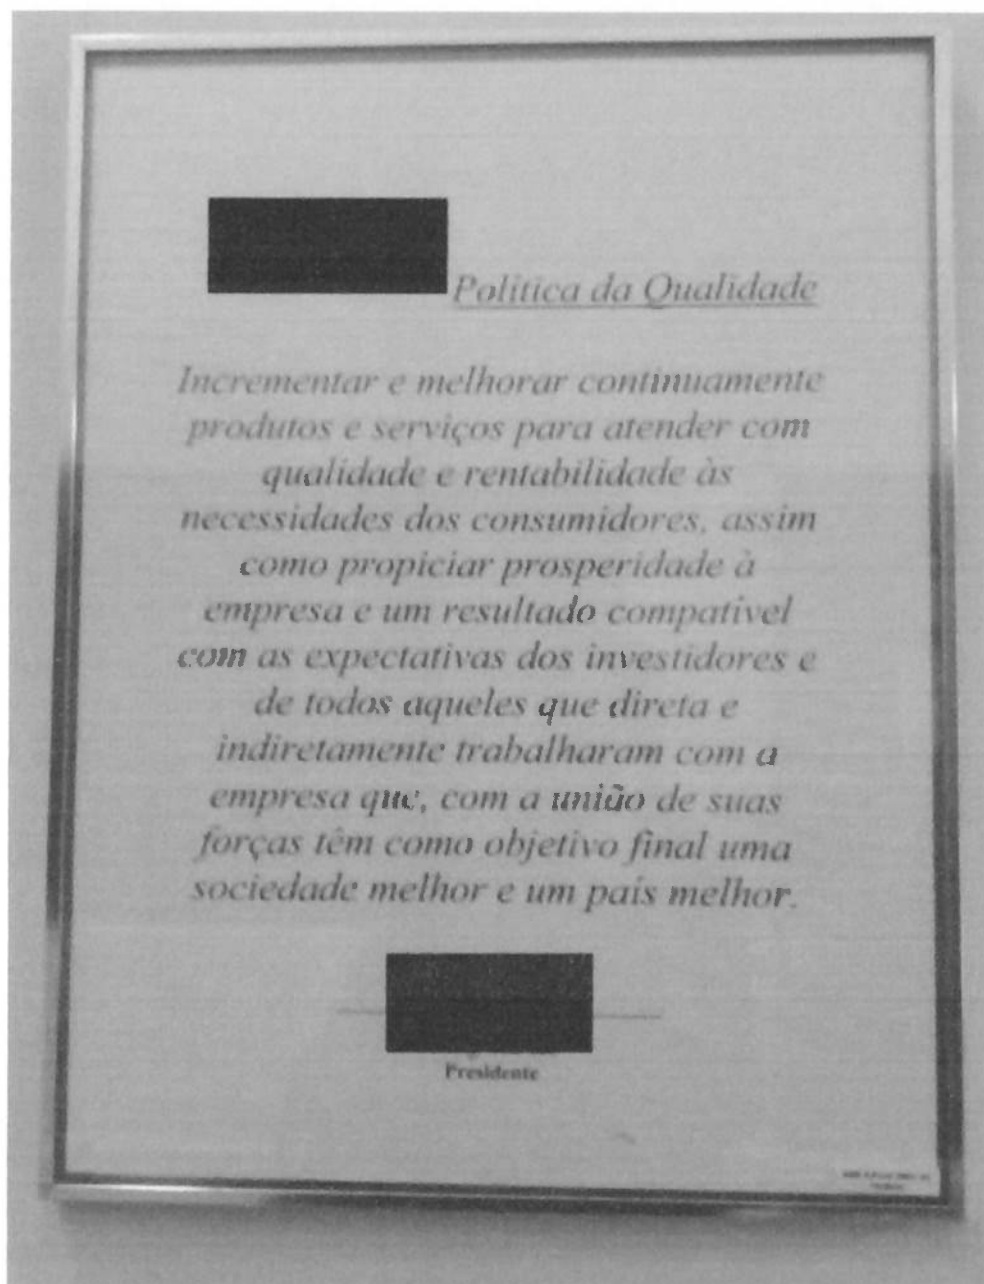 Política da Qualidade
Incrementar e melhorar continuamente
produtos e serviços para atender com
qualidade e rentabilidade às
necessidades dos consumidores, assim
como propiciar prosperidade à
empresa e um resultado compatível
com as expectativas dos investidores e
de todos aqueles que direta e
indiretamente trabalharam com a
empresa que, com a união de suas
forças têm como objetivo final uma
sociedade melhor e um país melhor.
Presidente